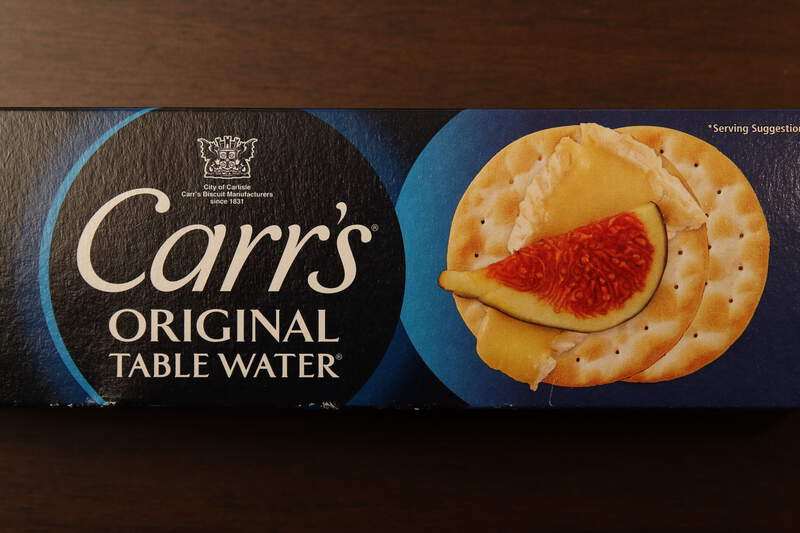 City of Carlisle
Carr's Biscuit Manufacturers
since 1831
Carr's®
ORIGINAL
TABLE WATER®
*Serving Suggestion